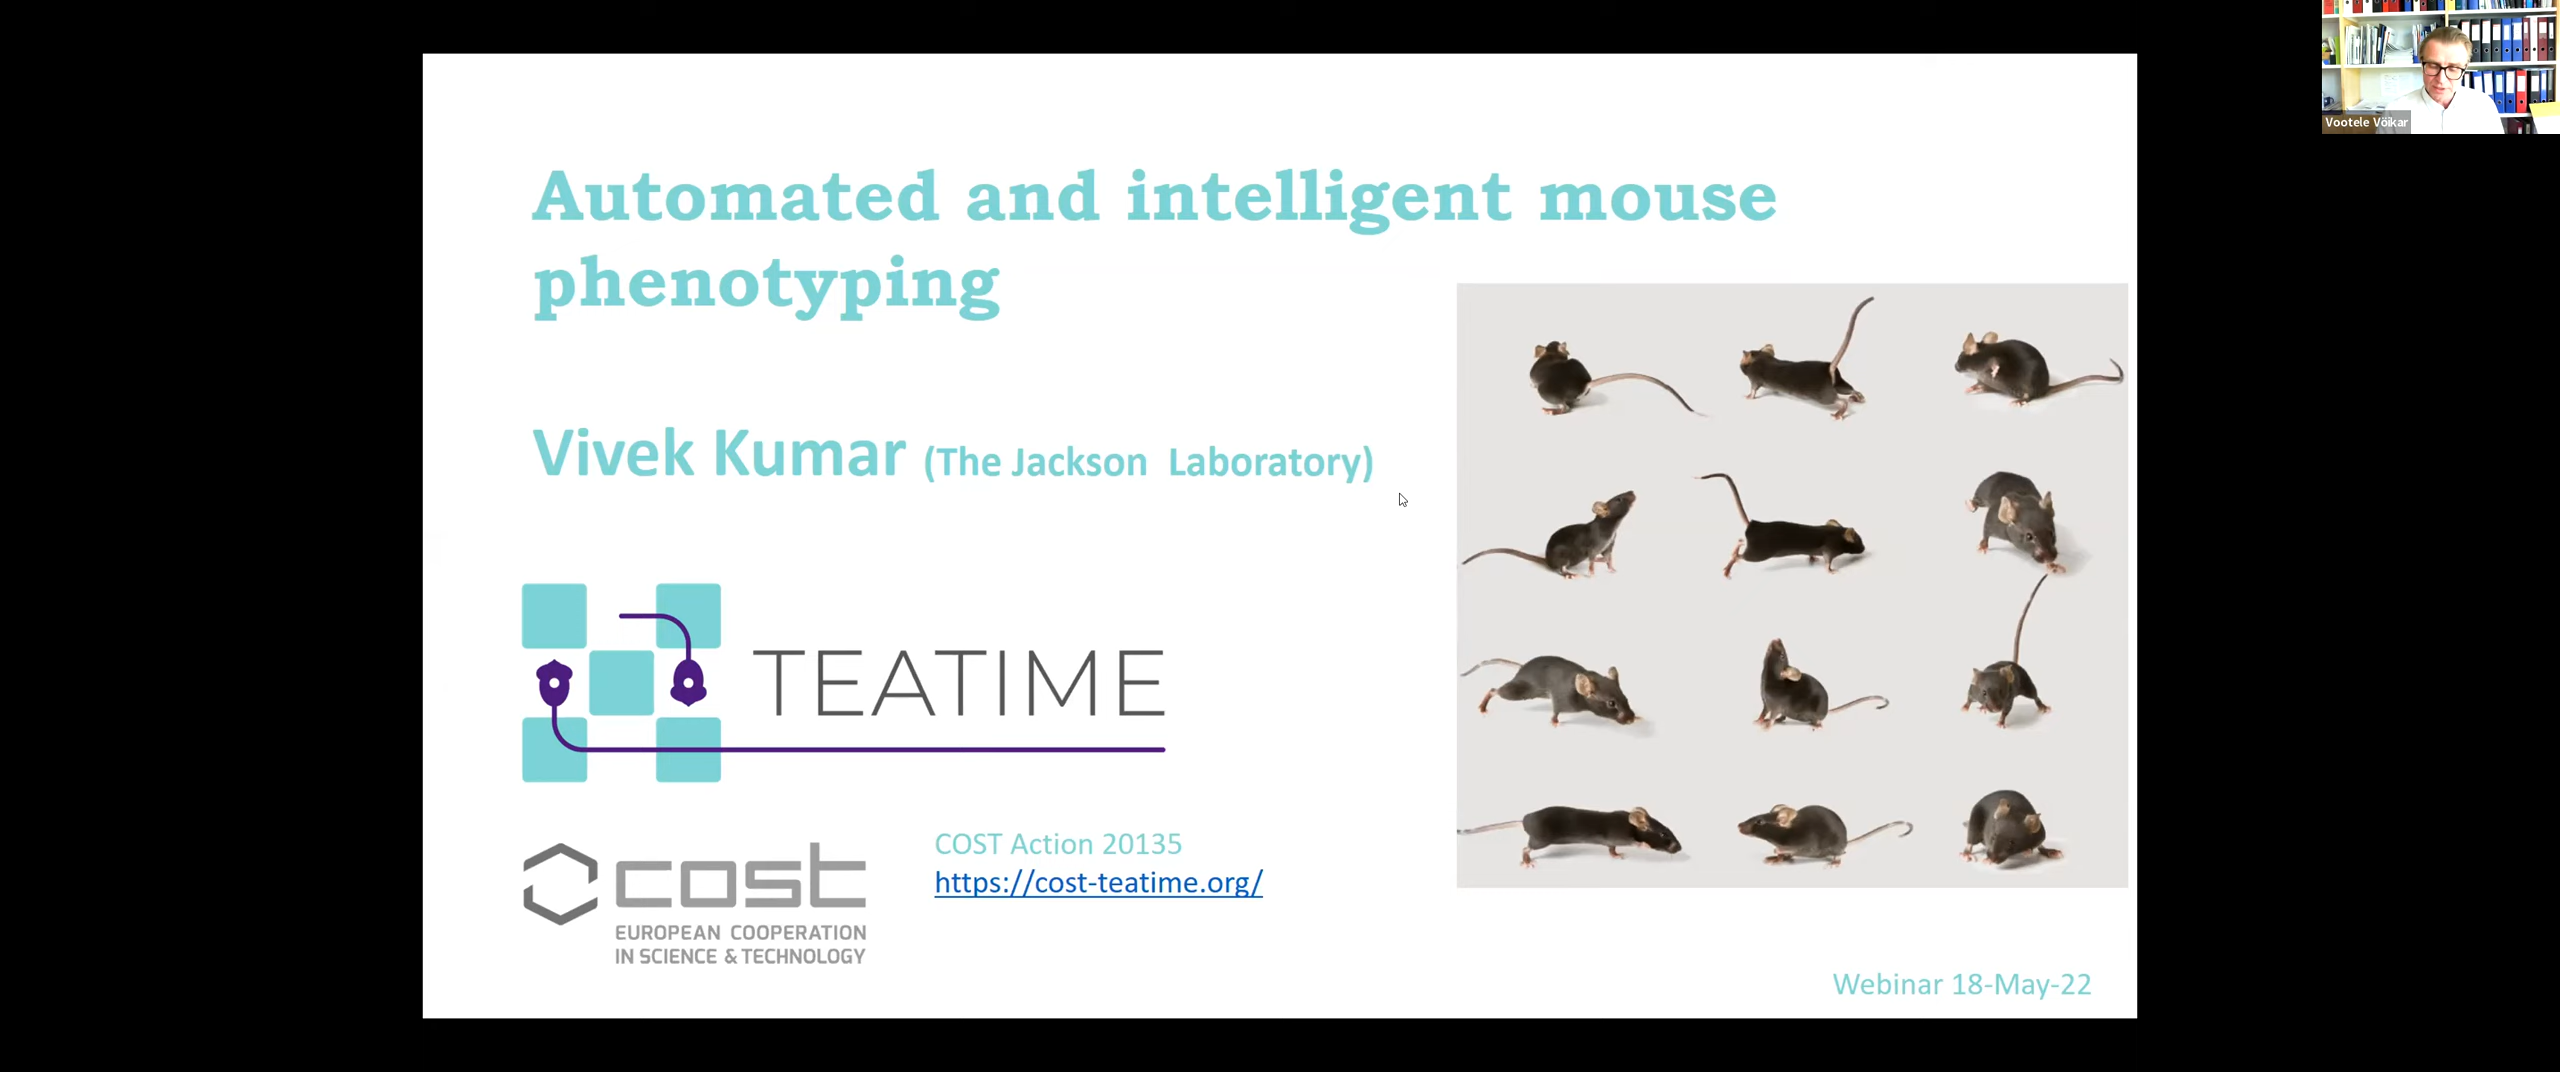 Vootele Võikar
Automated and intelligent mouse
phenotyping
Vivek Kumar (The Jackson Laboratory)
TEATIME
cost
EUROPEAN COOPERATION
IN SCIENCE & TECHNOLOGY
COST Action 20135
https://cost-teatime.org/
Webinar 18-May-22